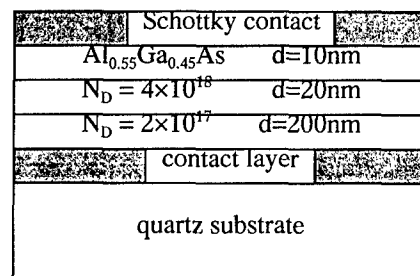 Schottky contact
Al0.55Ga0.45As d=10nm
ND = 4×10^18 d=20nm
ND = 2×10^17 d=200nm
contact layer
quartz substrate